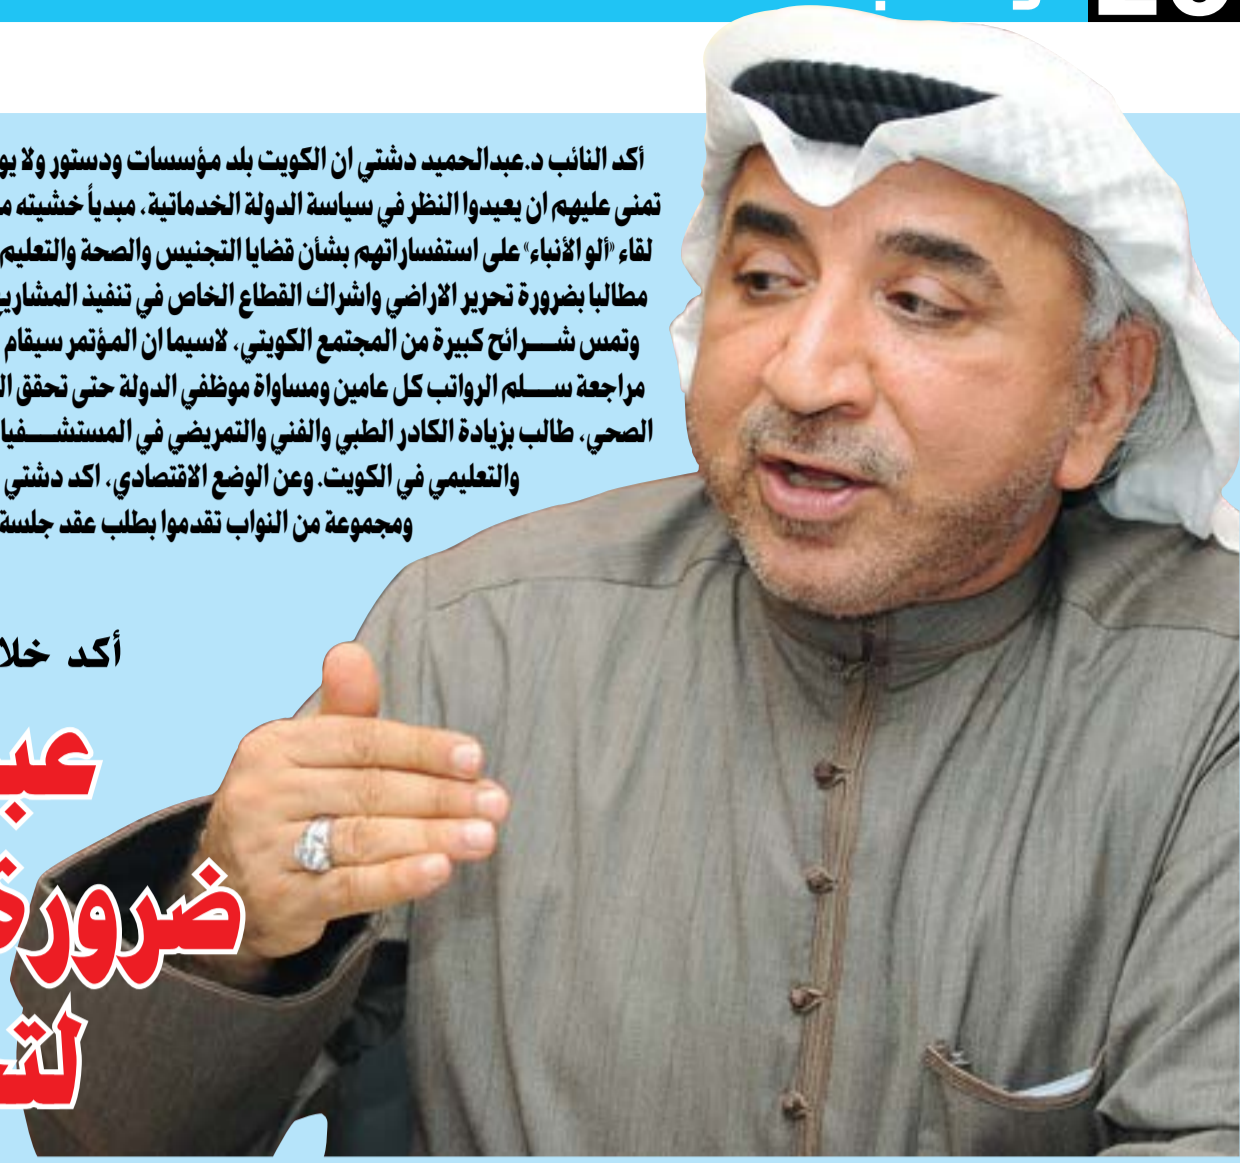 أكد النائب د.عبدالحميد دشتي ان الكويت بلد مؤسسات ودستور ولا
تمنى عليهم ان يعيدوا النظر في سياسة الدولة الخدماتية، مبدياً خشيته
لقاء «ألو الأنباء» على استفساراتهم بشأن قضايا التجنيس والصحة والتعليم
مطالبا بضرورة تحرير الاراضي واشراك القطاع الخاص في تنفيذ المشاريع
وتمس شـــرائح كبيرة من المجتمع الكويتي، لاسيما ان المؤتمر سيقام
مراجعة ســـلم الرواتب كل عامين ومساواة موظفي الدولة حتى تحقق
الصحي، طالب بزيادة الكادر الطبي والفني والتمريضي في
والتعليمي في الكويت. وعن الوضع الاقتصادي، اكد دشتي
ومجموعة من النواب تقدموا بطلب عقد جلسة
أكد
ضرورة